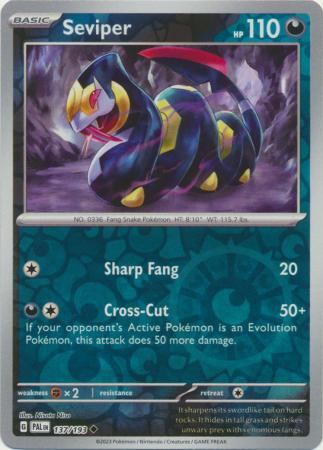 BASIC
Seviper
HP 110
NO. 0336 Fang Snake Pokémon. HT: 8'10" WT: 115.7 lbs.
Sharp Fang 20
Cross-Cut 50+
If your opponent's Active Pokémon is an Evolution
Pokémon, this attack does 50 more damage.
weakness ×2 resistance retreat
Illus. Nisota Niso
G PAL EN 137/193
It sharpens its swordlike tail on hard
rocks. It hides in tall grass and strikes
unwary prey with venomous fangs.
©2023 Pokémon / Nintendo / Creatures / GAME FREAK